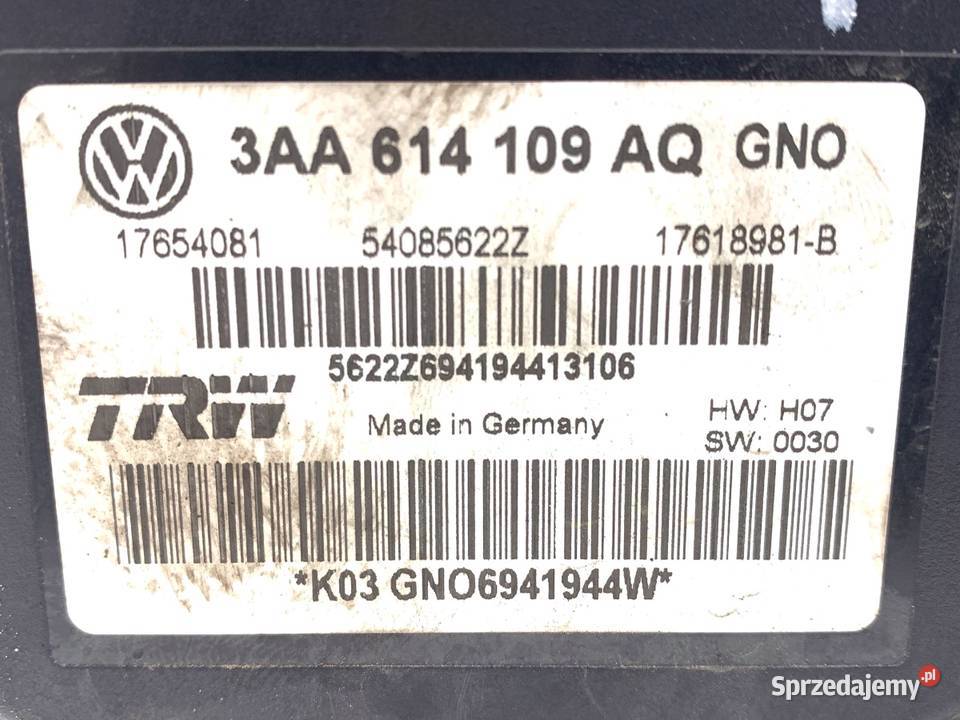 3AA 614 109 AQ GNO
17654081 54085622Z 17618981-B
5622Z694194413106
TRW
Made in Germany
HW: H07
SW: 0030
*K03 GNO6941944W*
Sprzedajemy.pl